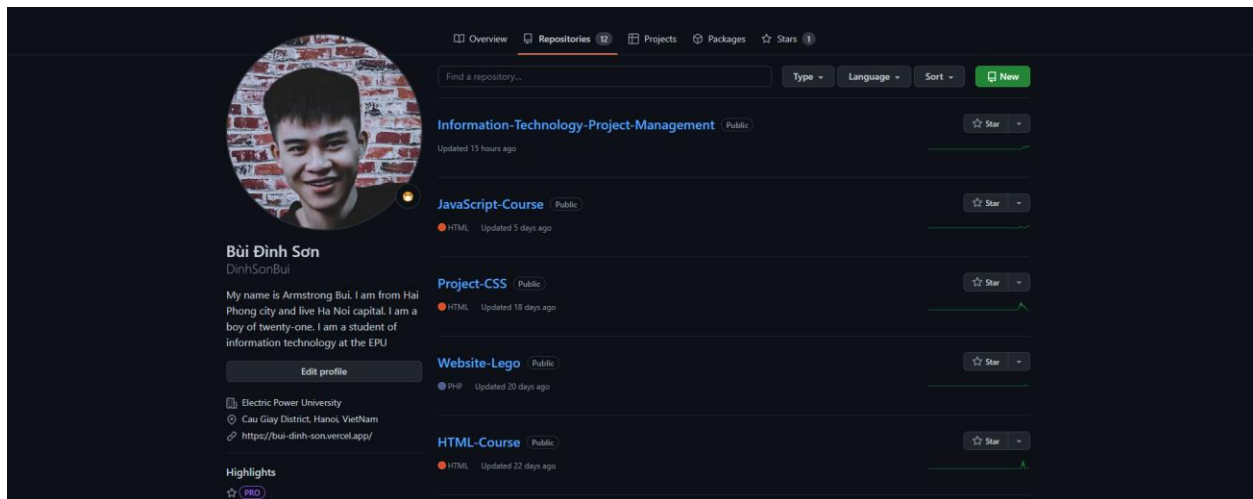 Overview Repositories 12 Projects Packages Stars 1
Find a repository... Type Language Sort New
Information-Technology-Project-Management Public Star
Updated 15 hours ago
JavaScript-Course Public Star
HTML Updated 5 days ago
Project-CSS Public Star
HTML Updated 18 days ago
Website-Lego Public Star
PHP Updated 20 days ago
HTML-Course Public Star
HTML Updated 22 days ago
Bùi Đình Sơn
DinhSonBui
My name is Armstrong Bui. I am from Hai
Phong city and live Ha Noi capital. I am a
boy of twenty-one. I am a student of
information technology at the EPU
Edit profile
Electric Power University
Cau Giay District, Hanoi, VietNam
https://bui-dinh-son.vercel.app/
Highlights
PRO